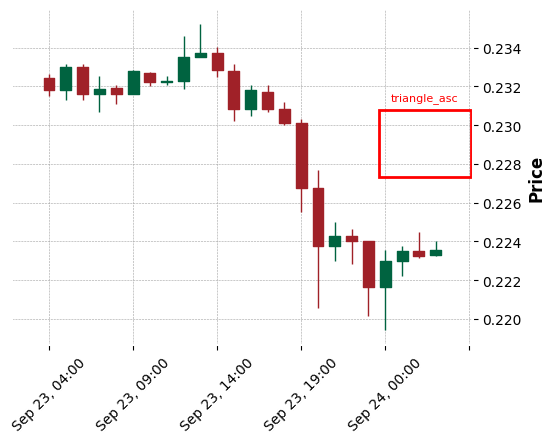 triangle_asc
0.234
0.232
0.230
0.228
0.226
0.224
0.222
0.220
Price
Sep 23, 04:00
Sep 23, 09:00
Sep 23, 14:00
Sep 23, 19:00
Sep 24, 00:00